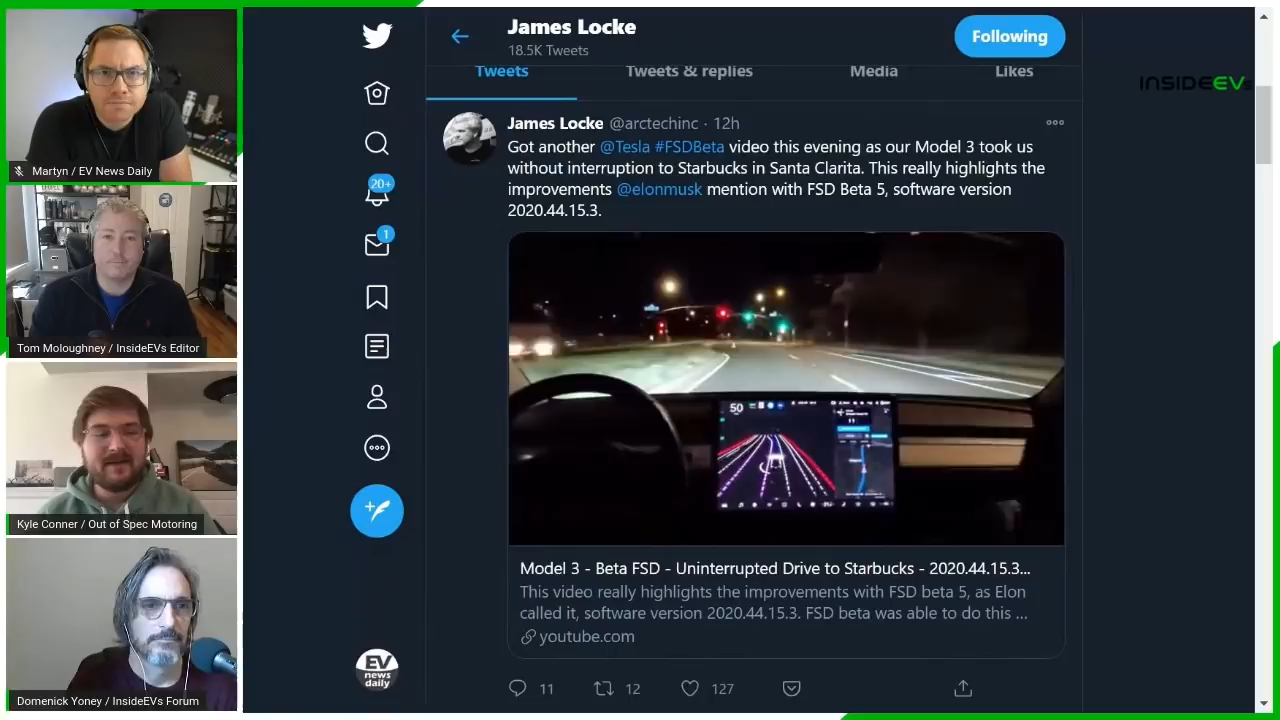 James Locke
18.5K Tweets
Following
Tweets
Tweets & replies
Media
Likes
INSIDEEVs
James Locke @arctechinc · 12h
Got another @Tesla #FSDBeta video this evening as our Model 3 took us
without interruption to Starbucks in Santa Clarita. This really highlights the
improvements @elonmusk mention with FSD Beta 5, software version
2020.44.15.3.
20+
1
50
Model 3 - Beta FSD - Uninterrupted Drive to Starbucks - 2020.44.15.3...
This video really highlights the improvements with FSD beta 5, as Elon
called it, software version 2020.44.15.3. FSD beta was able to do this ...
youtube.com
11
12
127
EV
news
daily
Martyn / EV News Daily
Tom Moloughney / InsideEVs Editor
Kyle Conner / Out of Spec Motoring
Domenick Yoney / InsideEVs Forum